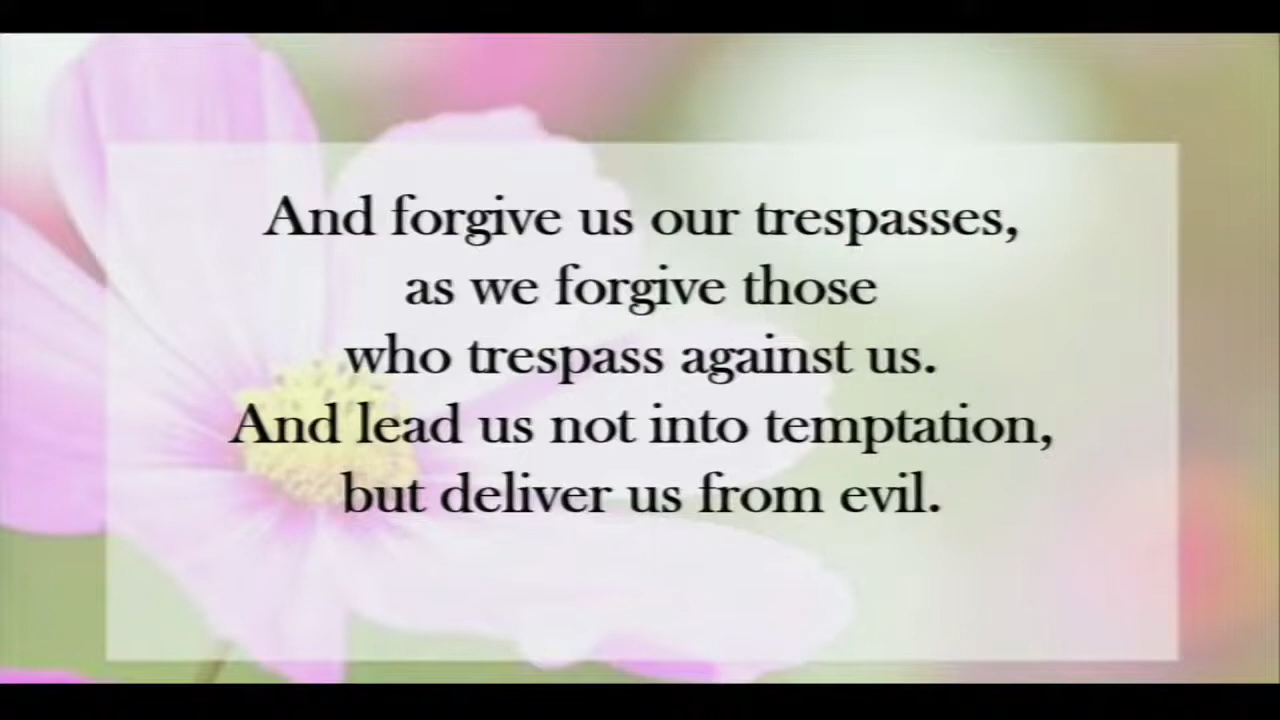 And forgive us our trespasses,
as we forgive those
who trespass against us.
And lead us not into temptation,
but deliver us from evil.